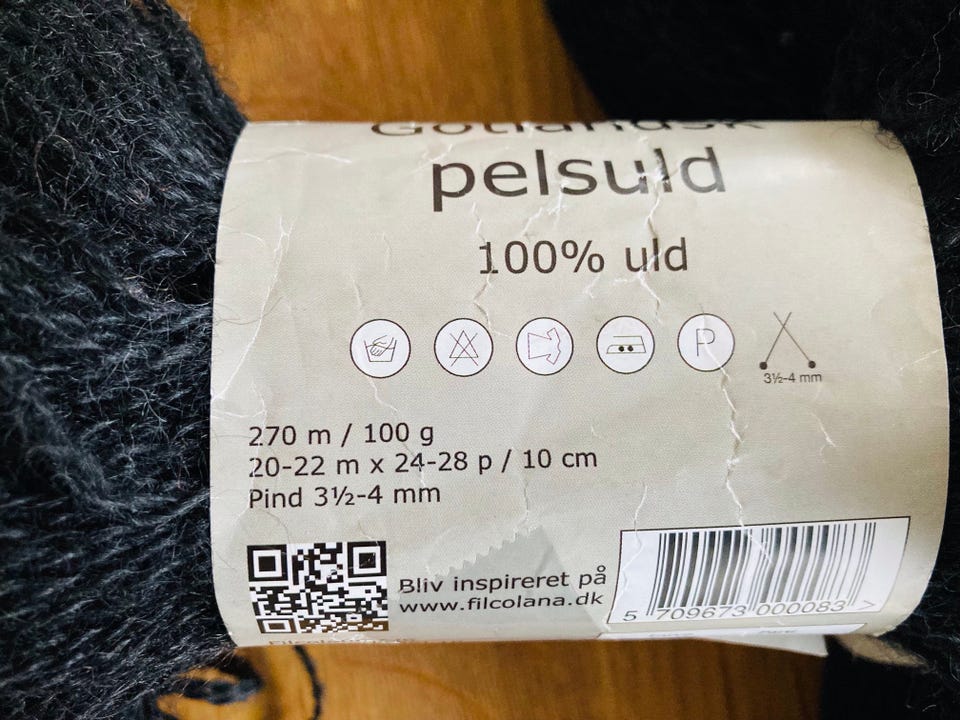 Gotlandsk
pelsuld
100% uld
P
3½-4 mm
270 m / 100 g
20-22 m x 24-28 p / 10 cm
Pind 3½-4 mm
Bliv inspireret på
www.filcolana.dk
5 709673 000083 >